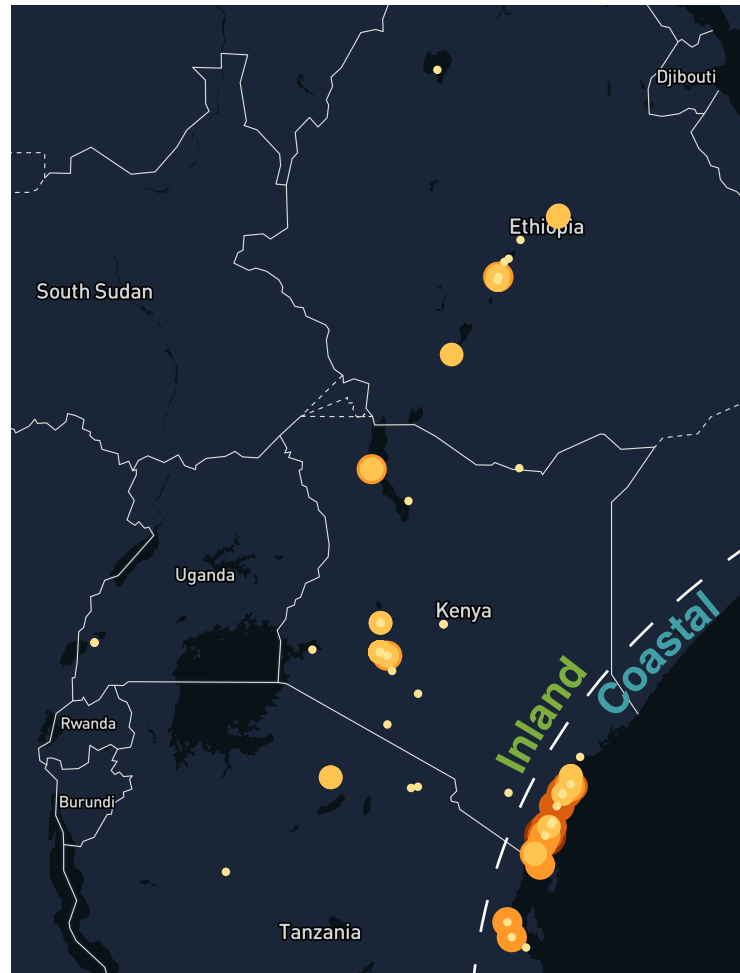 Djibouti
Ethiopia
South Sudan
Uganda
Kenya
Inland
Coastal
Rwanda
Burundi
Tanzania